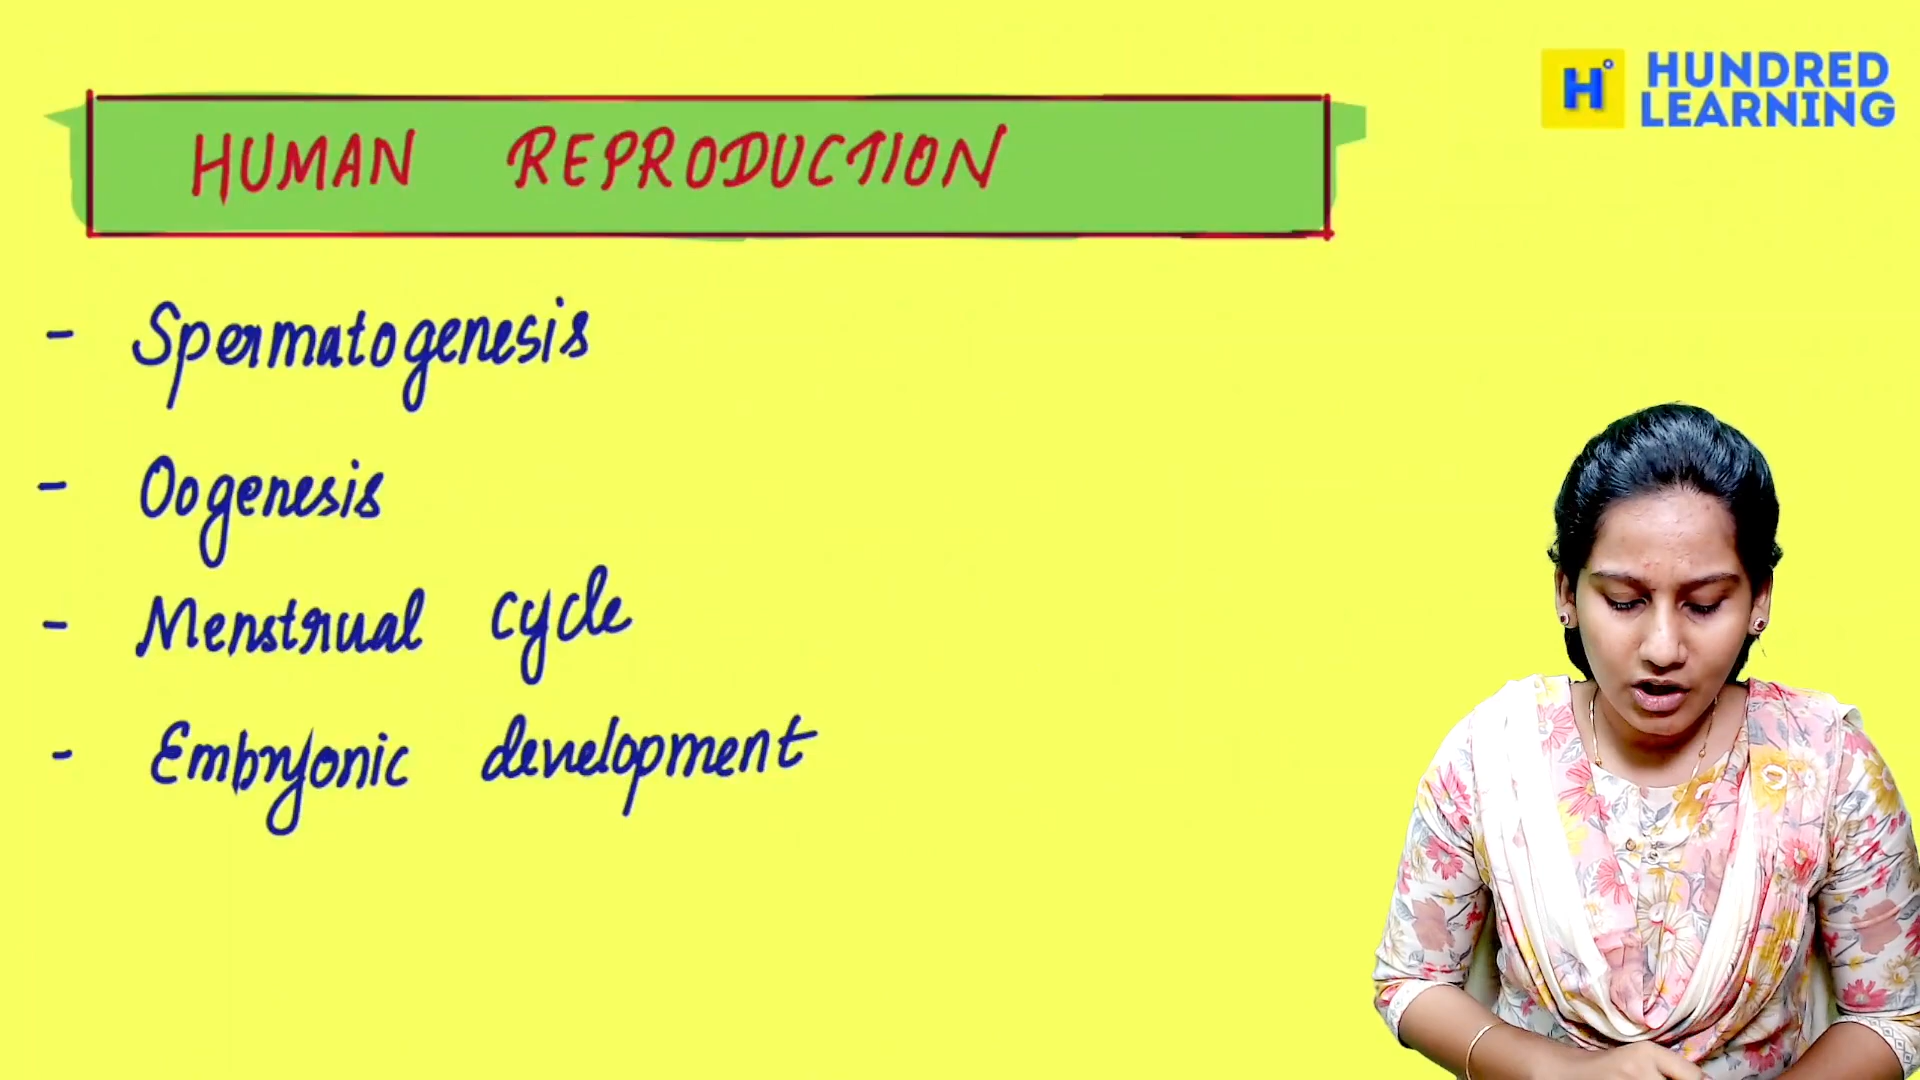 HUMAN REPRODUCTION
H° HUNDRED
LEARNING
- Spermatogenesis
- Oogenesis
- Menstrual cycle
- Embryonic development